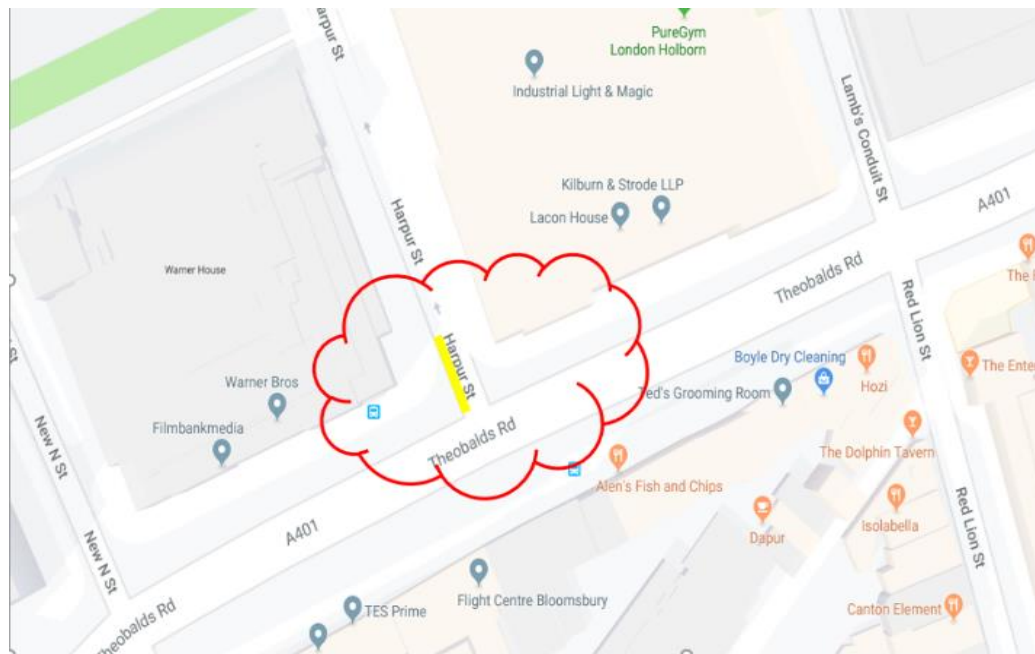 PureGym
London Holborn
Harpur St
Industrial Light & Magic
Lamb's Conduit St
Kilburn & Strode LLP
Lacon House
A401
Harpur St
Warner House
The
Theobalds Rd
Red Lion St
Harpur St
Boyle Dry Cleaning
Hozi
The Ente
Warner Bros
Ted's Grooming Room
Filmbankmedia
Theobalds Rd
The Dolphin Tavern
New N St
Alen's Fish and Chips
Isolabella
A401
Dapur
Red Lion St
New N St
Flight Centre Bloomsbury
TES Prime
Canton Element
Theobalds Rd